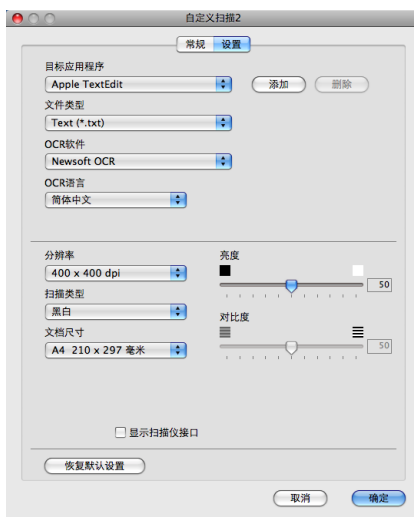 自定义扫描2
常规 设置
目标应用程序
Apple TextEdit 添加 删除
文件类型
Text (*.txt)
OCR软件
Newsoft OCR
OCR语言
简体中文
分辨率 亮度
400 x 400 dpi 50
扫描类型
黑白 对比度
文档尺寸
A4 210 x 297 毫米 50
显示扫描仪接口
恢复默认设置
取消 确定